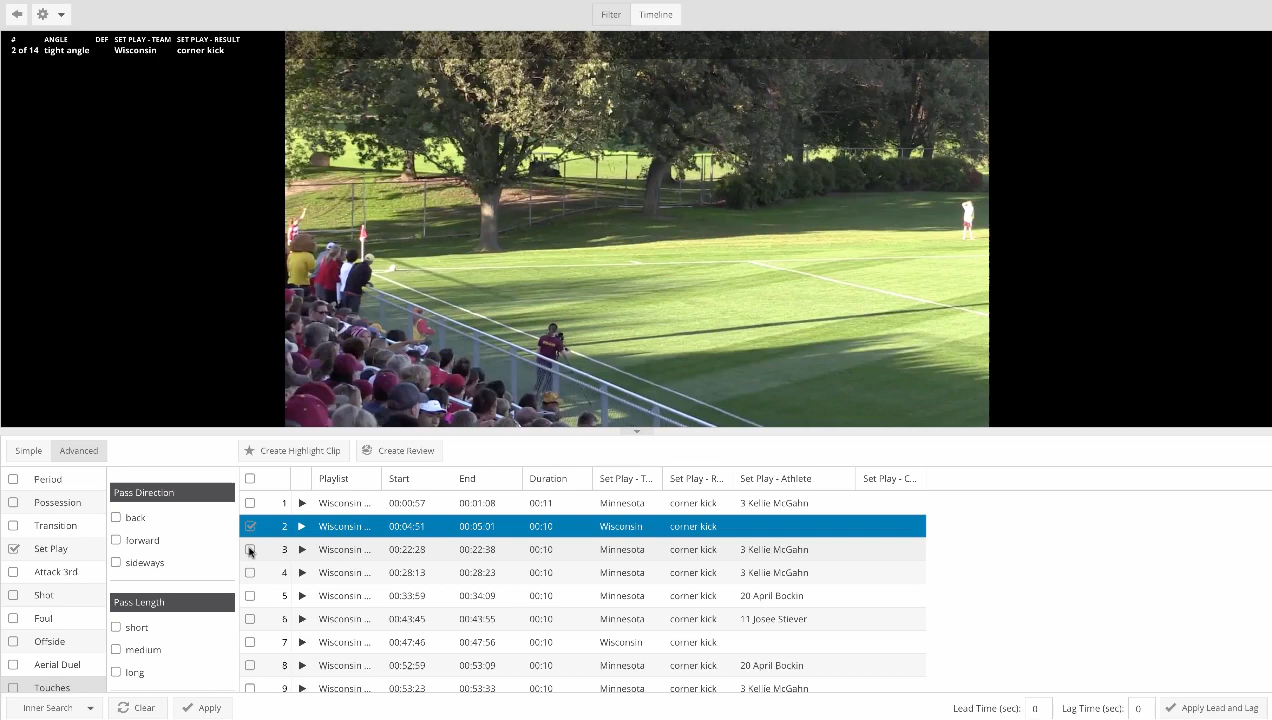 Filter Timeline
# ANGLE DEF SET PLAY - TEAM SET PLAY - RESULT
2 of 14 tight angle Wisconsin corner kick
Simple Advanced Create Highlight Clip Create Review
Period
Possession
Transition
Set Play
Attack 3rd
Shot
Foul
Offside
Aerial Duel
Touches
Pass Direction
back
forward
sideways
Pass Length
short
medium
long
Playlist Start End Duration Set Play - T... Set Play - R... Set Play - Athlete Set Play - C...
1 Wisconsin ... 00:00:57 00:01:08 00:11 Minnesota corner kick 3 Kellie McGahn
2 Wisconsin ... 00:04:51 00:05:01 00:10 Wisconsin corner kick
3 Wisconsin ... 00:22:28 00:22:38 00:10 Minnesota corner kick 3 Kellie McGahn
4 Wisconsin ... 00:28:13 00:28:23 00:10 Minnesota corner kick 3 Kellie McGahn
5 Wisconsin ... 00:33:59 00:34:09 00:10 Minnesota corner kick 20 April Bockin
6 Wisconsin ... 00:43:45 00:43:55 00:10 Minnesota corner kick 11 Josee Stiever
7 Wisconsin ... 00:47:46 00:47:56 00:10 Wisconsin corner kick
8 Wisconsin ... 00:52:59 00:53:09 00:10 Minnesota corner kick 20 April Bockin
9 Wisconsin ... 00:53:23 00:53:33 00:10 Minnesota corner kick 3 Kellie McGahn
Inner Search Clear Apply Lead Time (sec): 0 Lag Time (sec): 0 Apply Lead and Lag